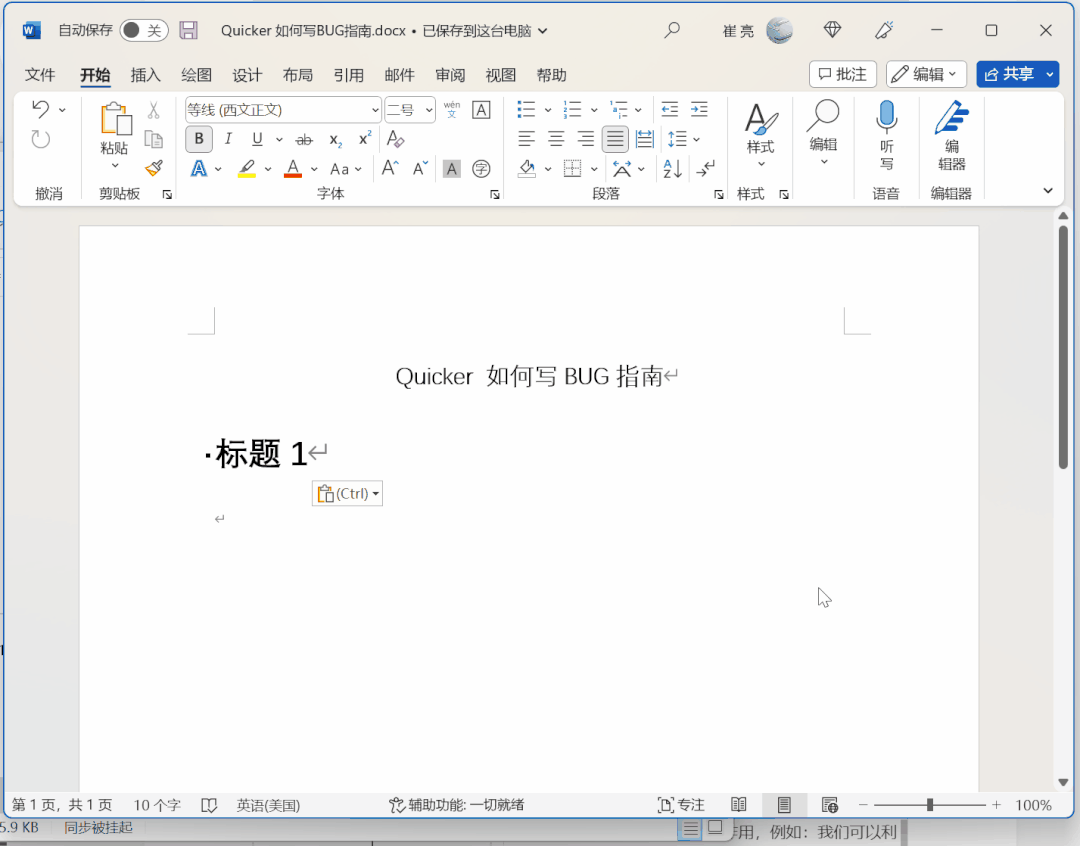 自动保存 关 Quicker 如何写BUG指南.docx • 已保存到这台电脑 崔 亮
文件 开始 插入 绘图 设计 布局 引用 邮件 审阅 视图 帮助 批注 编辑 共享
等线 (西文正文) 二号 wén 文 A
粘贴 B I U ab x₂ x² A 样式 编辑 听写 编辑器
A A Aa A A A 字
撤消 剪贴板 字体 段落 样式 语音 编辑器
Quicker 如何写 BUG 指南
标题 1
(Ctrl)
第 1 页，共 1 页 10 个字 英语(美国) 辅助功能: 一切就绪 专注 100%
5.9 KB 同步被挂起 作用，例如：我们可以利